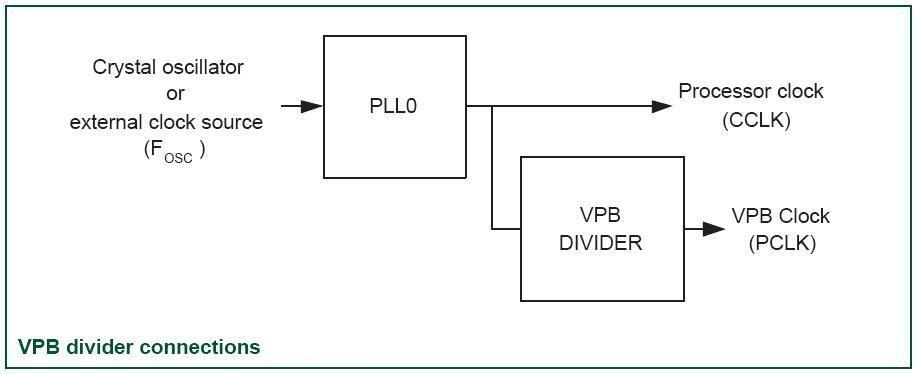 Crystal oscillator
or
external clock source
(FOSC )
PLL0
Processor clock
(CCLK)
VPB
DIVIDER
VPB Clock
(PCLK)
VPB divider connections